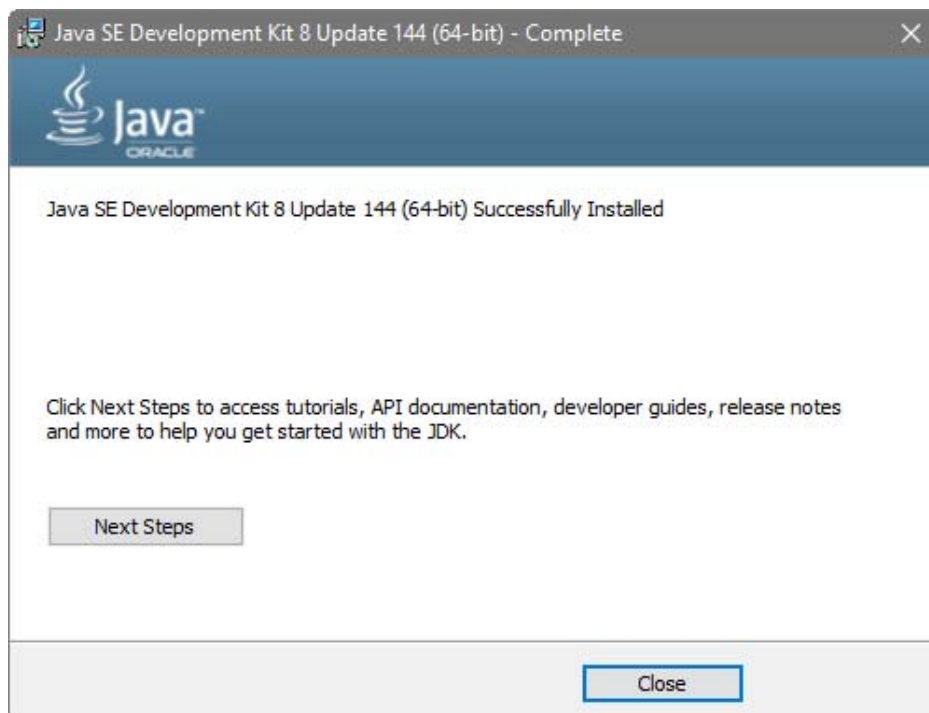 Java SE Development Kit 8 Update 144 (64-bit) - Complete
Java™
ORACLE
Java SE Development Kit 8 Update 144 (64-bit) Successfully Installed
Click Next Steps to access tutorials, API documentation, developer guides, release notes
and more to help you get started with the JDK.
Next Steps
Close